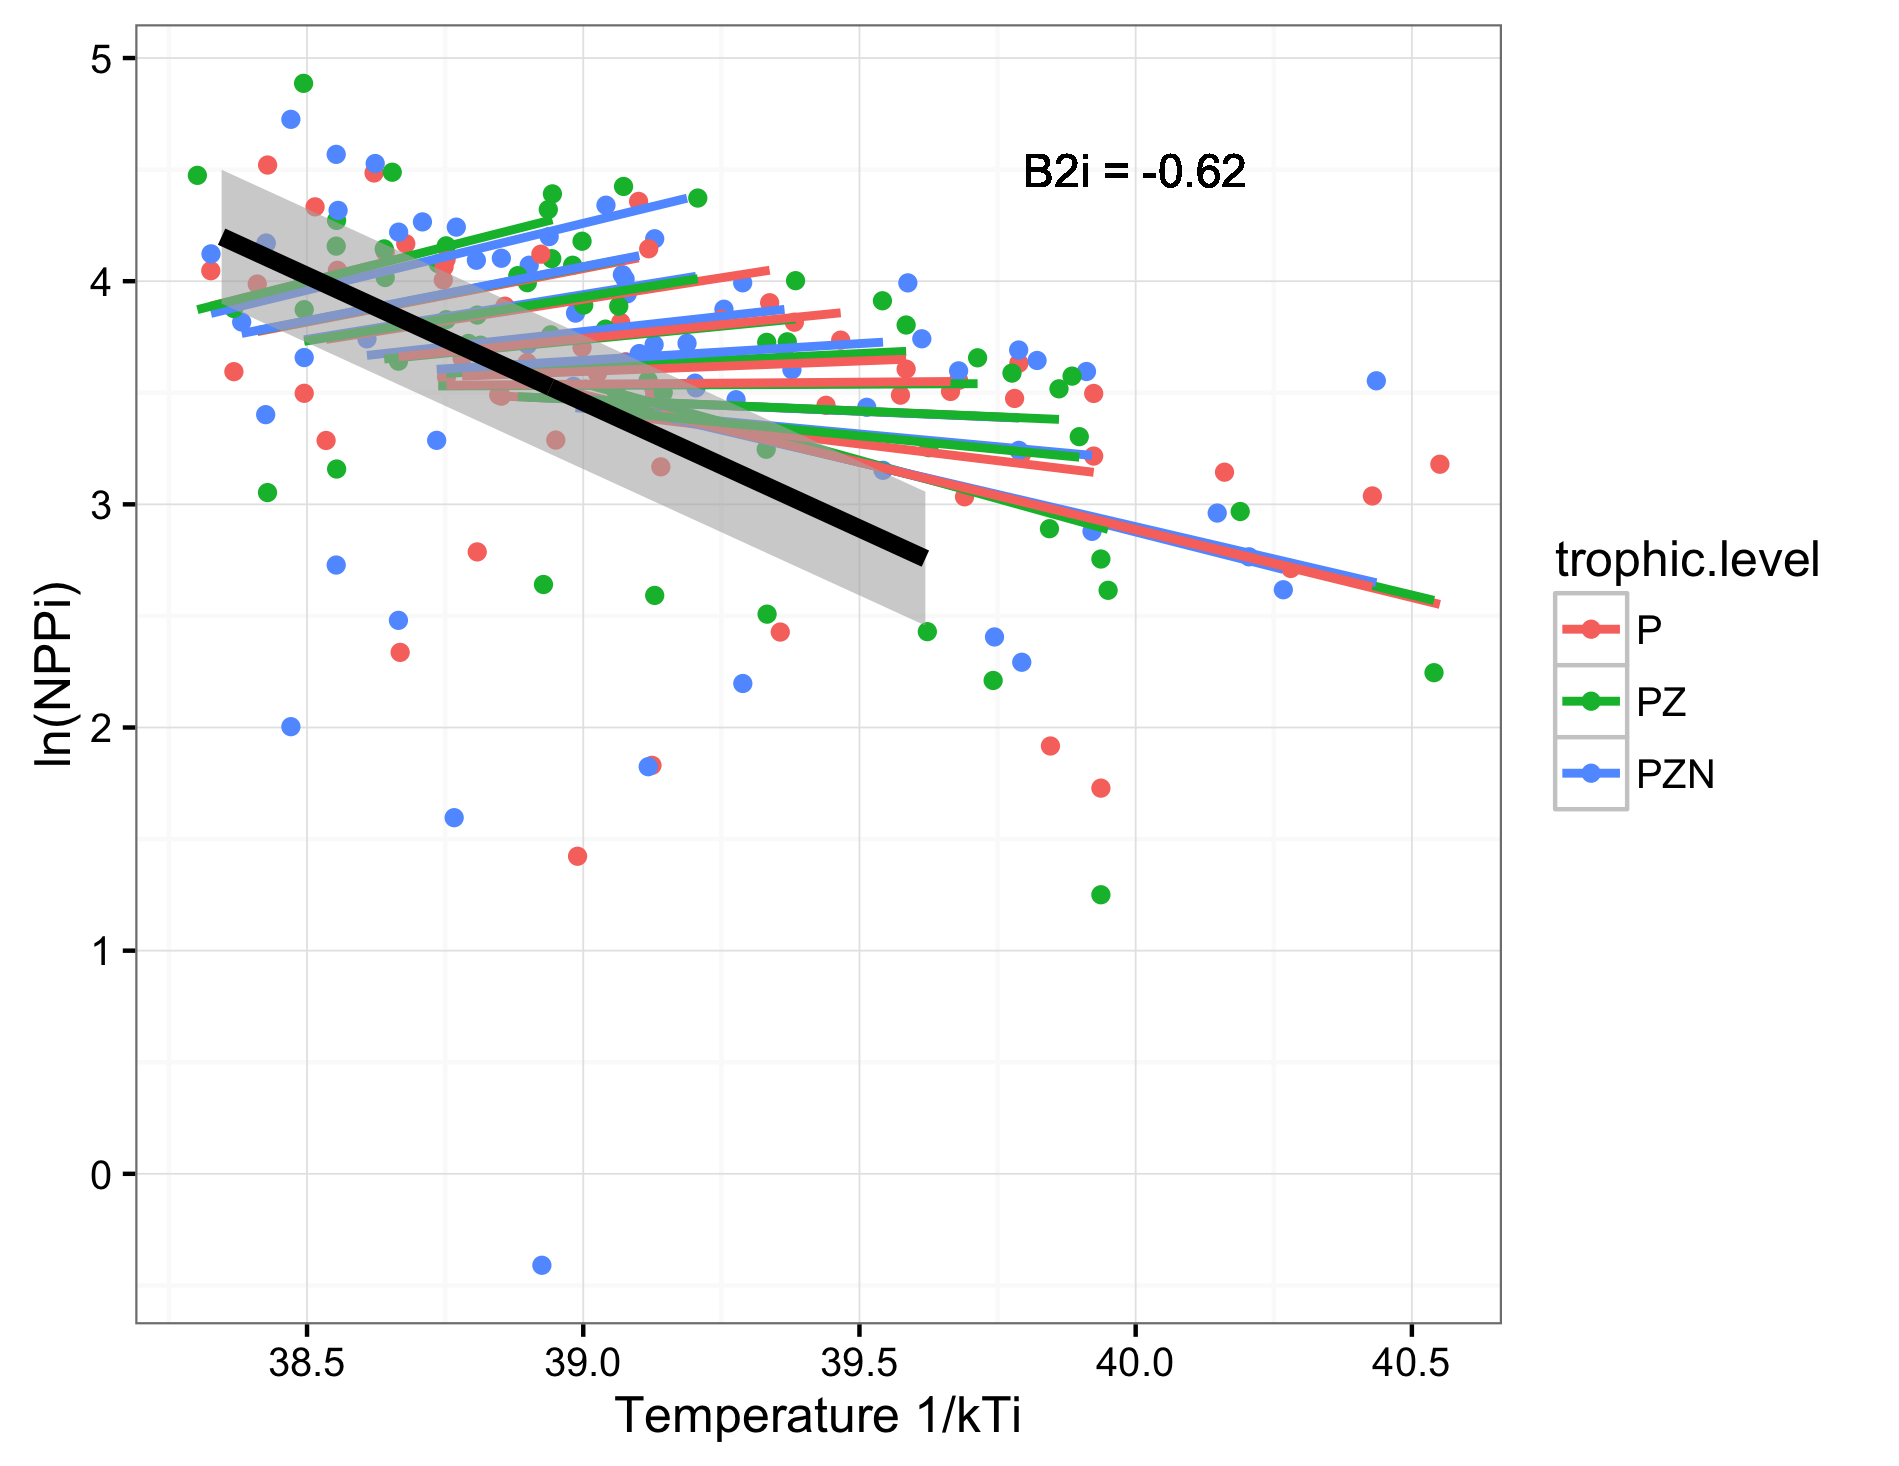 B2i = -0.62
ln(NPPi)
5
4
3
2
1
0
38.5 39.0 39.5 40.0 40.5
Temperature 1/kTi
trophic.level
P
PZ
PZN